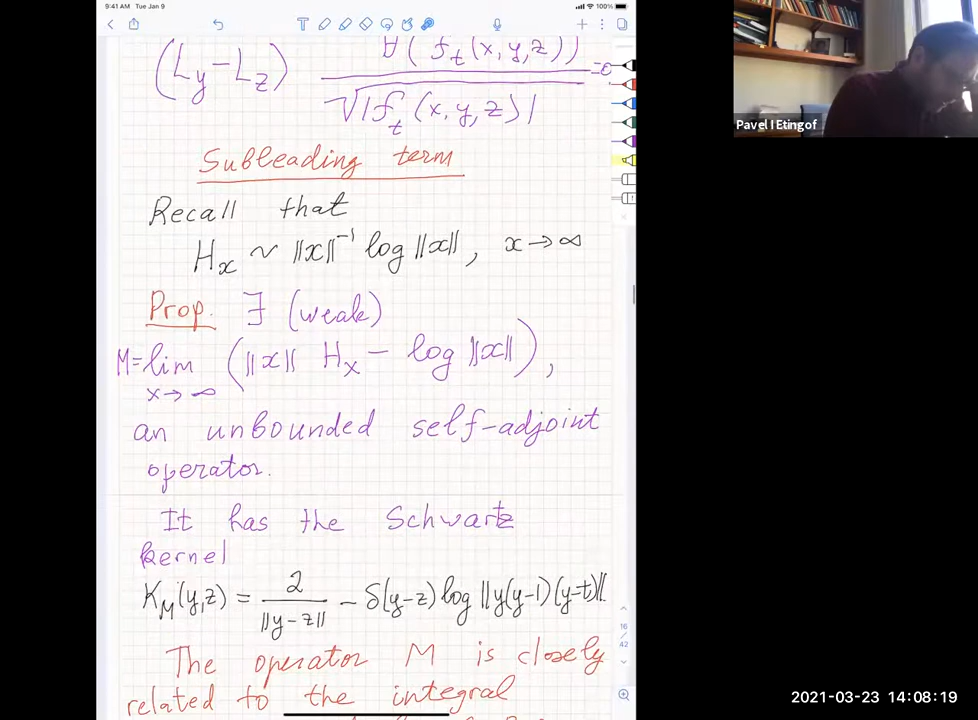 9:41 AM Tue Jan 9
100%
(L_y - L_z) θ(f_t(x,y,z)) / √‖f_t(x,y,z)‖ =
Subleading term
Recall that
H_x ~ ‖x‖⁻¹ log ‖x‖, x → ∞
Prop. ∃ (weak)
M = lim_{x→∞} (‖x‖ H_x - log ‖x‖),
an unbounded self-adjoint
operator.
It has the Schwartz
kernel
K_M(y,z) = 2/‖y-z‖ - δ(y-z) log ‖y(y-1)(y-t)‖.
The operator M is closely
related to the integral
16
/
42
Pavel I Etingof
2021-03-23 14:08:19